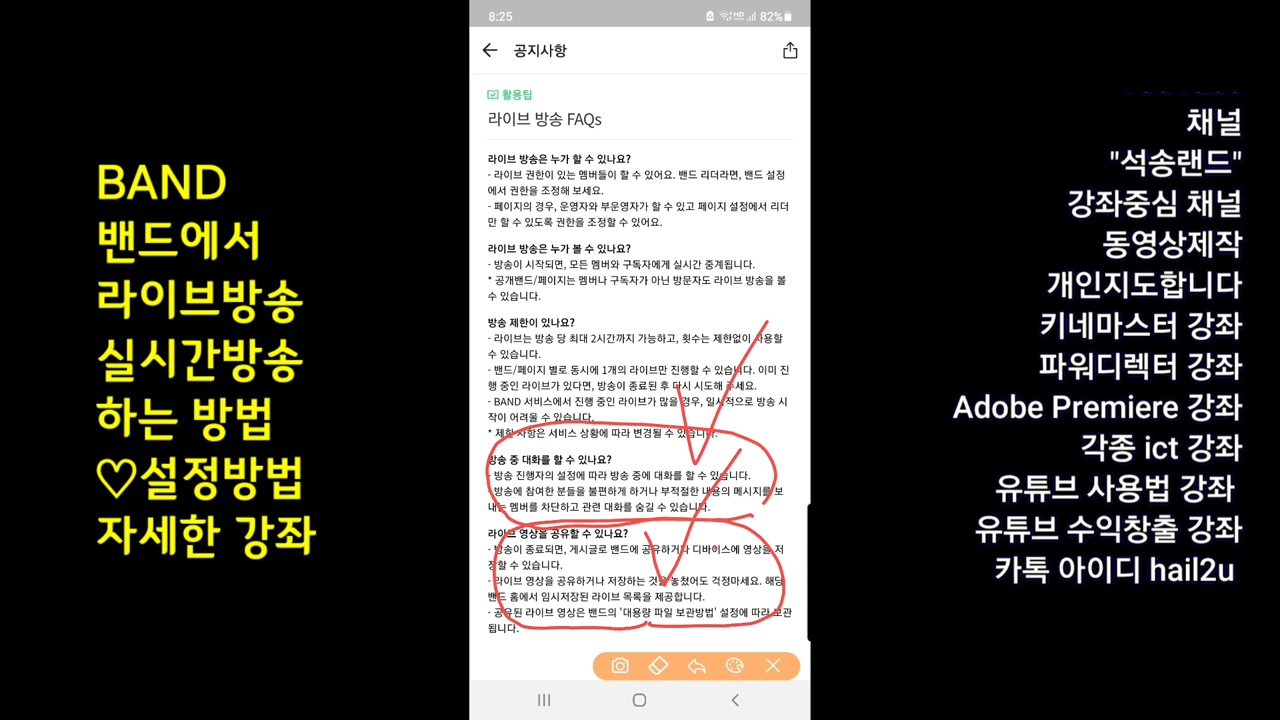 BAND
밴드에서
라이브방송
실시간방송
하는 방법
♡설정방법
자세한 강좌
8:25
HD
82%
공지사항
활용팁
라이브 방송 FAQs
라이브 방송은 누가 할 수 있나요?
- 라이브 권한이 있는 멤버들이 할 수 있어요. 밴드 리더라면, 밴드 설정
에서 권한을 조정해 보세요.
- 페이지의 경우, 운영자와 부운영자가 할 수 있고 페이지 설정에서 리더
만 할 수 있도록 권한을 조정할 수 있어요.
라이브 방송은 누가 볼 수 있나요?
- 방송이 시작되면, 모든 멤버와 구독자에게 실시간 중계됩니다.
* 공개밴드/페이지는 멤버나 구독자가 아닌 방문자도 라이브 방송을 볼
수 있습니다.
방송 제한이 있나요?
- 라이브는 방송 당 최대 2시간까지 가능하고, 횟수는 제한없이 사용할
수 있습니다.
- 밴드/페이지 별로 동시에 1개의 라이브만 진행할 수 있습니다. 이미 진
행 중인 라이브가 있다면, 방송이 종료된 후 다시 시도해 주세요.
- BAND 서비스에서 진행 중인 라이브가 많을 경우, 일시적으로 방송 시
작이 어려울 수 있습니다.
* 제한 사항은 서비스 상황에 따라 변경될 수 있습니다.
방송 중 대화를 할 수 있나요?
- 방송 진행자의 설정에 따라 방송 중에 대화를 할 수 있습니다.
- 방송에 참여한 분들을 불편하게 하거나 부적절한 내용의 메시지를 보
내는 멤버를 차단하고 관련 대화를 숨길 수 있습니다.
라이브 영상을 공유할 수 있나요?
- 방송이 종료되면, 게시글로 밴드에 공유하거나 디바이스에 영상을 저
장할 수 있습니다.
- 라이브 영상을 공유하거나 저장하는 것을 놓쳤어도 걱정마세요. 해당
밴드 홈에서 임시저장된 라이브 목록을 제공합니다.
- 공유된 라이브 영상은 밴드의 '대용량 파일 보관방법' 설정에 따라 보관
됩니다.
채널
"석송랜드"
강좌중심 채널
동영상제작
개인지도합니다
키네마스터 강좌
파워디렉터 강좌
Adobe Premiere 강좌
각종 ict 강좌
유튜브 사용법 강좌
유튜브 수익창출 강좌
카톡 아이디 hail2u